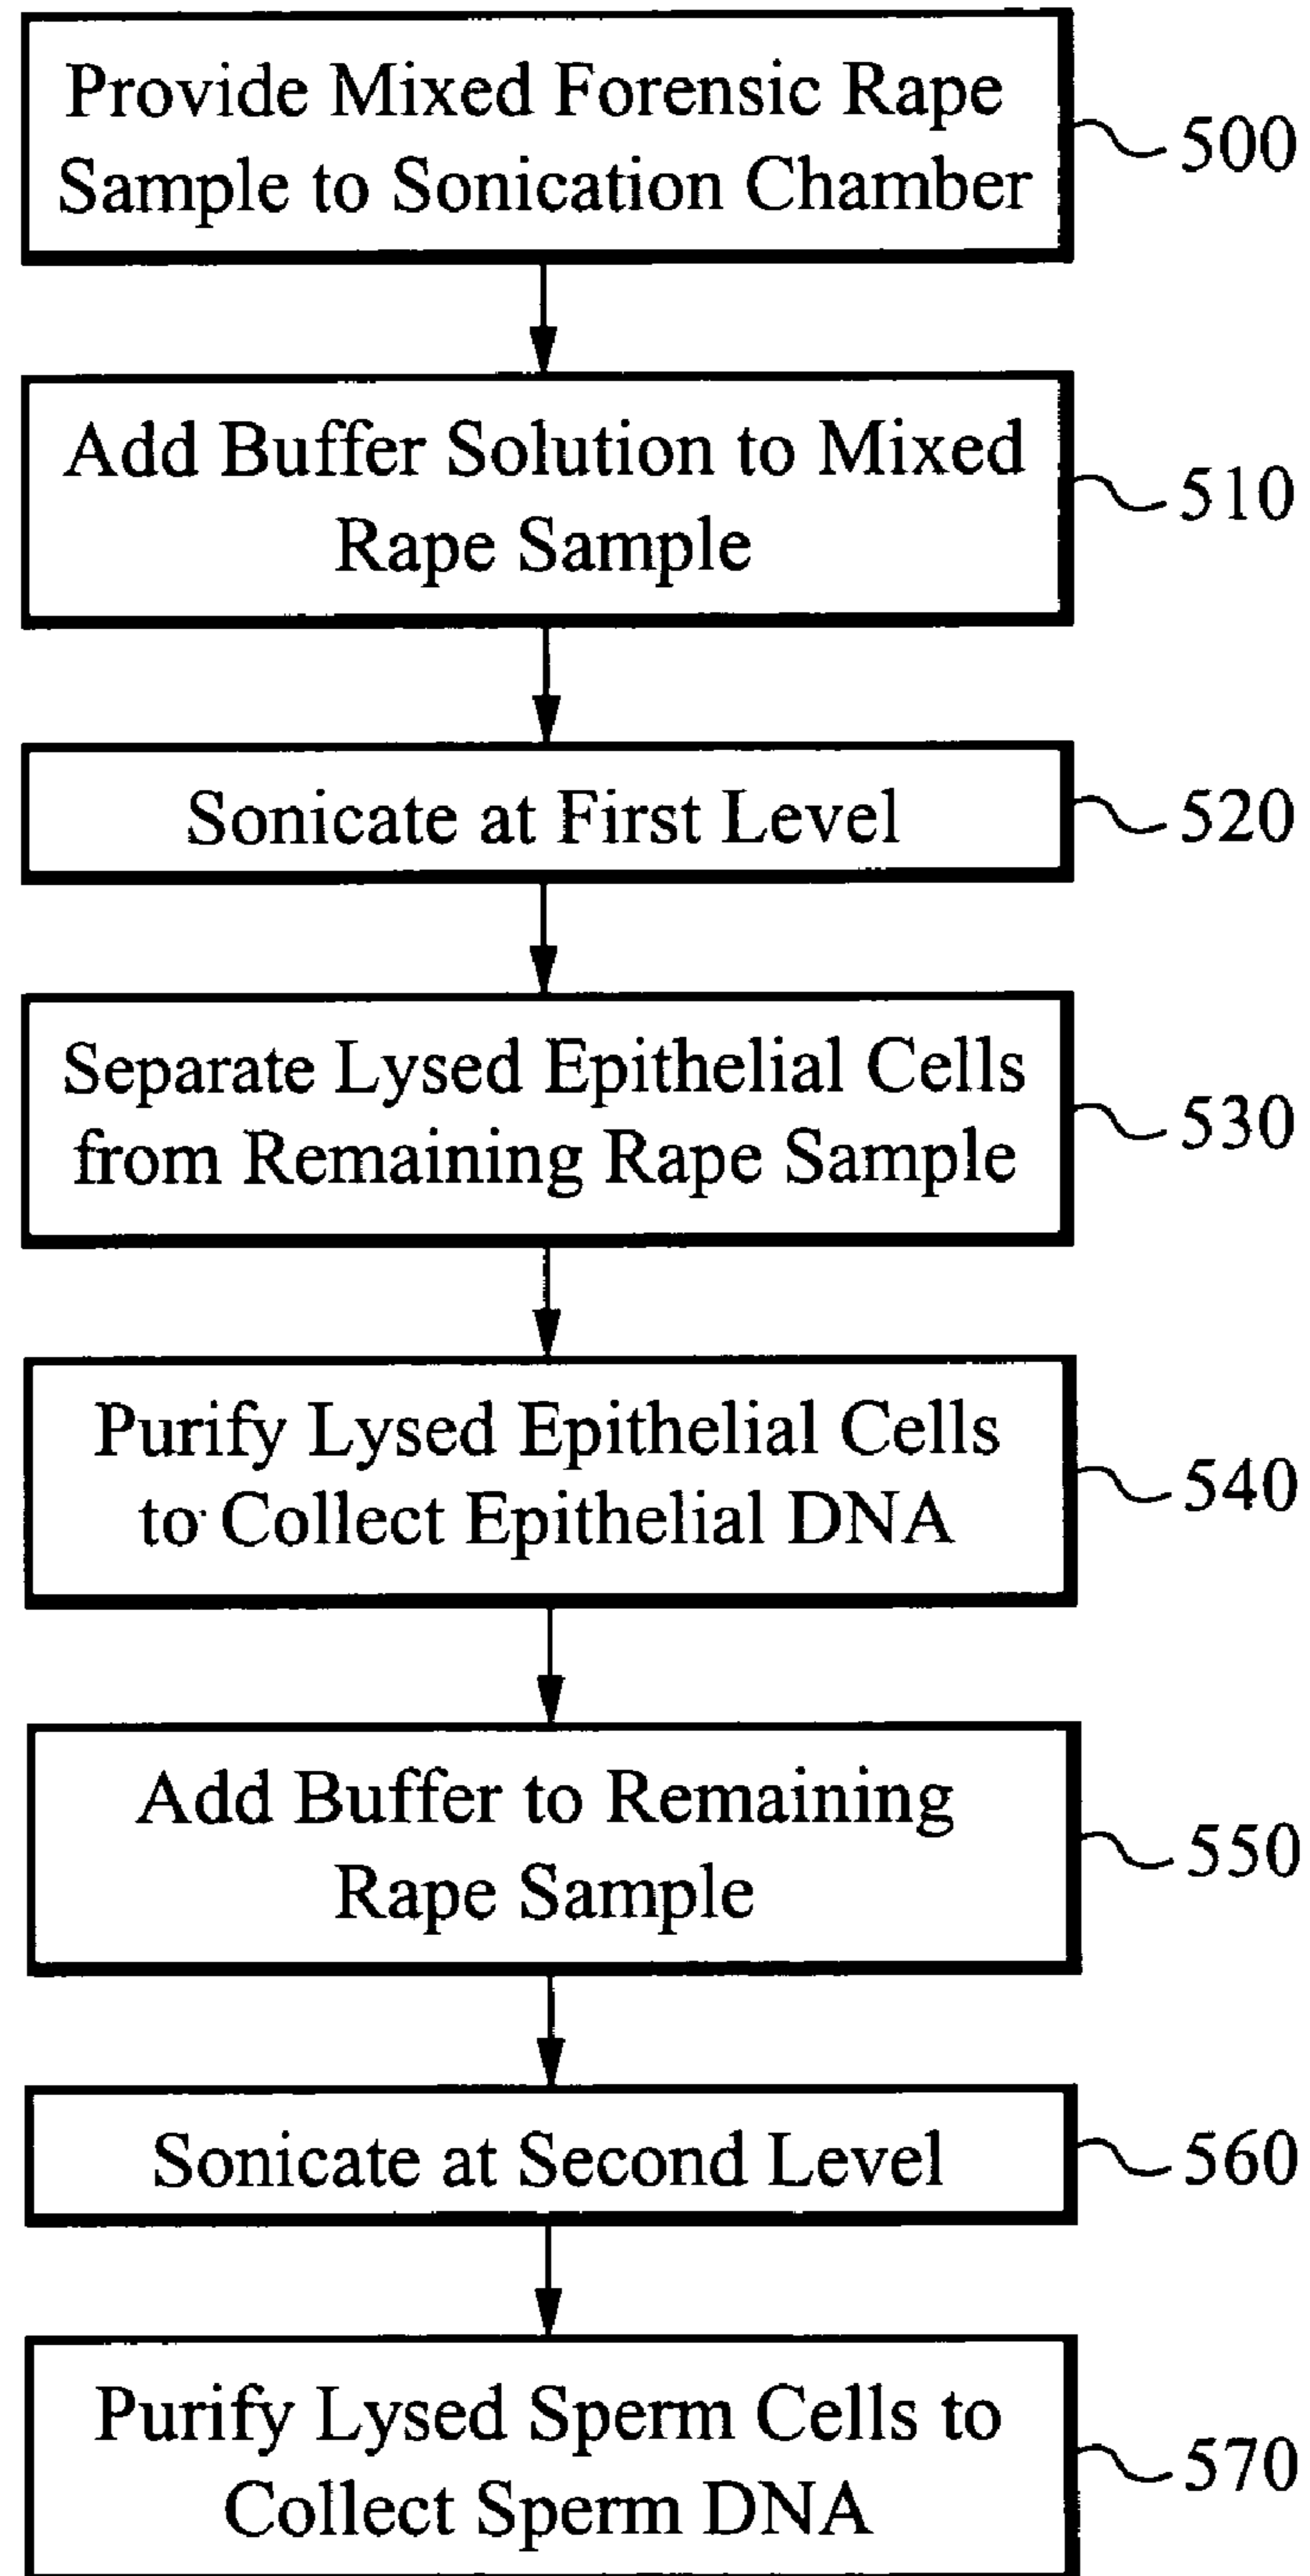 Provide Mixed Forensic Rape
Sample to Sonication Chamber
500
Add Buffer Solution to Mixed
Rape Sample
510
Sonicate at First Level
520
Separate Lysed Epithelial Cells
from Remaining Rape Sample
530
Purify Lysed Epithelial Cells
to Collect Epithelial DNA
540
Add Buffer to Remaining
Rape Sample
550
Sonicate at Second Level
560
Purify Lysed Sperm Cells to
Collect Sperm DNA
570